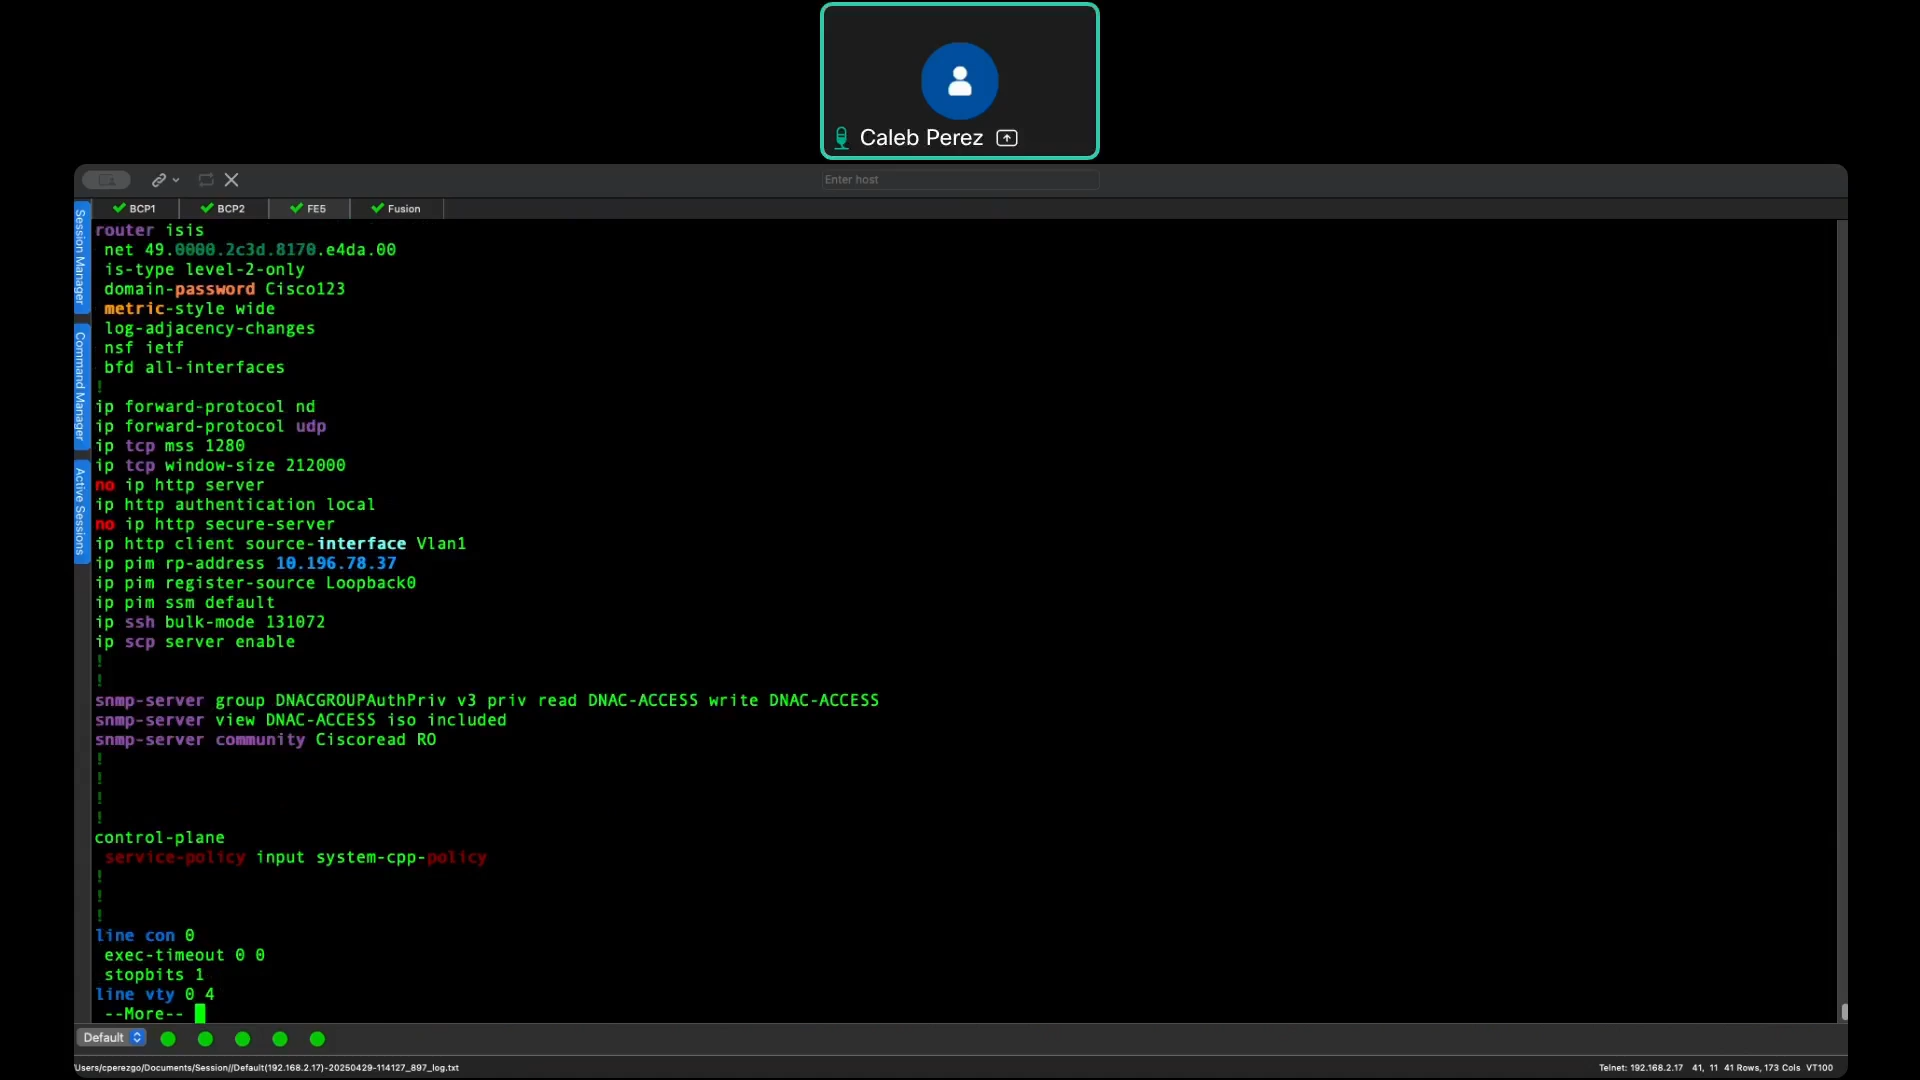 Caleb Perez
Enter host
BCP1 BCP2 FE5 Fusion
Session Manager
Command Manager
Active Sessions
router isis
net 49.0000.2c3d.8170.e4da.00
is-type level-2-only
domain-password Cisco123
metric-style wide
log-adjacency-changes
nsf ietf
bfd all-interfaces
!
ip forward-protocol nd
ip forward-protocol udp
ip tcp mss 1280
ip tcp window-size 212000
no ip http server
ip http authentication local
no ip http secure-server
ip http client source-interface Vlan1
ip pim rp-address 10.196.78.37
ip pim register-source Loopback0
ip pim ssm default
ip ssh bulk-mode 131072
ip scp server enable
!
!
snmp-server group DNACGROUPAuthPriv v3 priv read DNAC-ACCESS write DNAC-ACCESS
snmp-server view DNAC-ACCESS iso included
snmp-server community Ciscoread RO
!
!
!
!
control-plane
service-policy input system-cpp-policy
!
!
!
line con 0
exec-timeout 0 0
stopbits 1
line vty 0 4
--More--
Default
Users/cperezgo/Documents/Session//Default(192.168.2.17)-20250429-114127_897_log.txt
Telnet: 192.168.2.17 41, 11 41 Rows, 173 Cols VT100